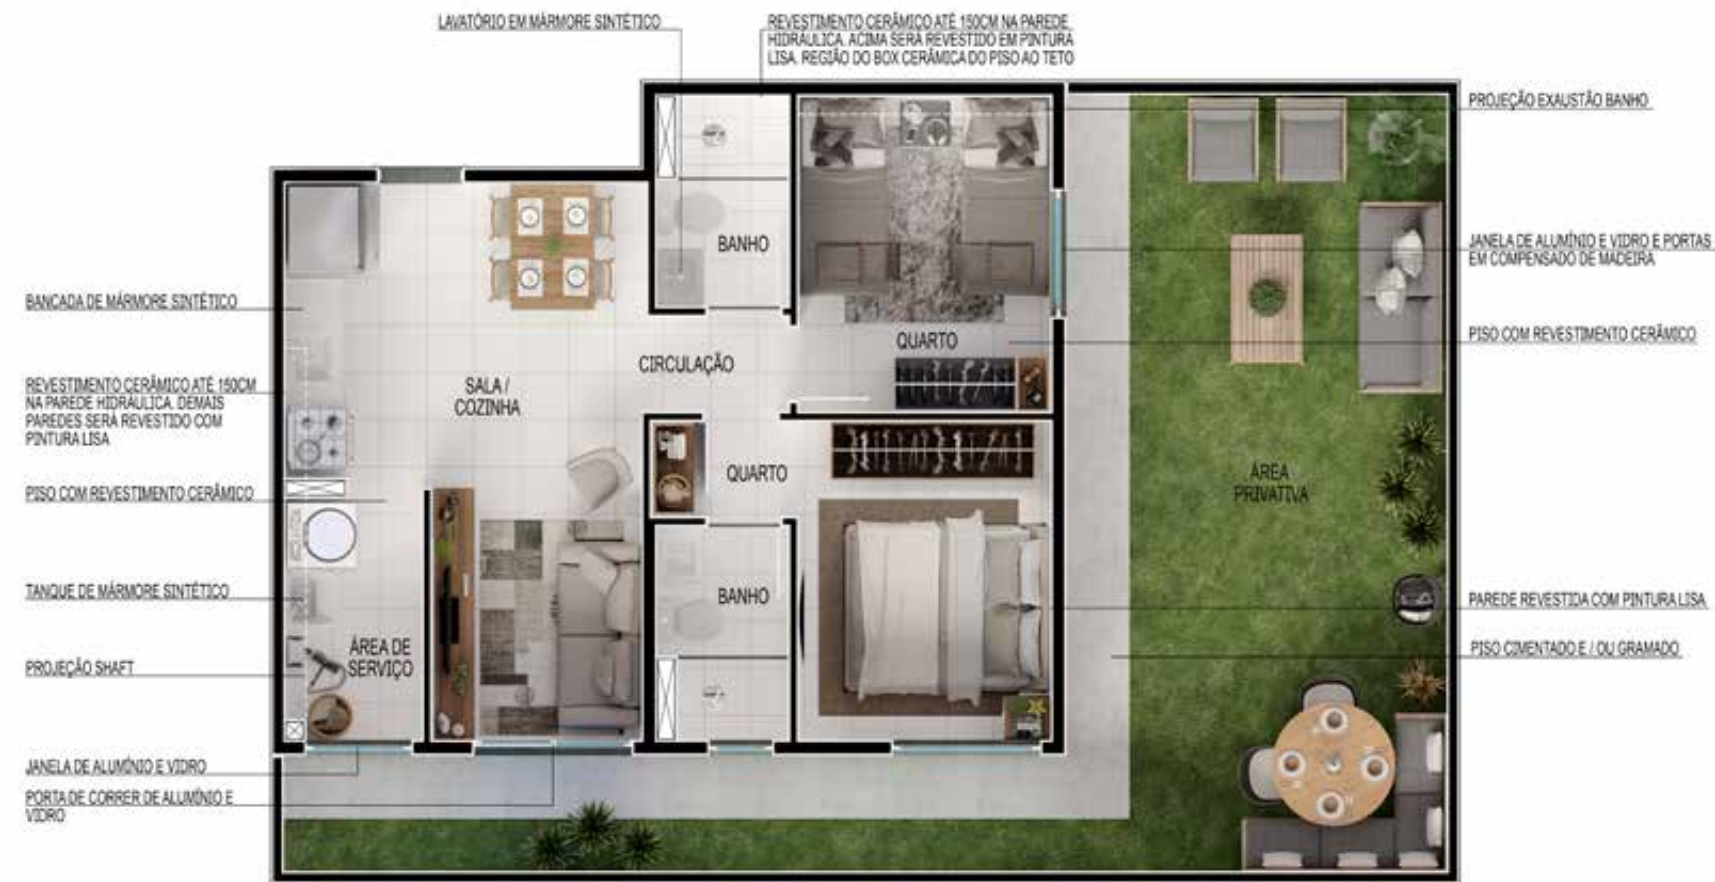 LAVATÓRIO EM MÁRMORE SINTÉTICO
REVESTIMENTO CERÂMICO ATÉ 150CM NA PAREDE
HIDRÁULICA. ACIMA SERÁ REVESTIDO EM PINTURA
LISA. REGIÃO DO BOX CERÂMICA DO PISO AO TETO
PROJEÇÃO EXAUSTÃO BANHO
JANELA DE ALUMÍNIO E VIDRO E PORTAS
EM COMPENSADO DE MADEIRA
PISO COM REVESTIMENTO CERÂMICO
PAREDE REVESTIDA COM PINTURA LISA
PISO CIMENTADO E / OU GRAMADO
BANCADA DE MÁRMORE SINTÉTICO
REVESTIMENTO CERÂMICO ATÉ 150CM
NA PAREDE HIDRÁULICA. DEMAIS
PAREDES SERÁ REVESTIDO COM
PINTURA LISA
PISO COM REVESTIMENTO CERÂMICO
TANQUE DE MÁRMORE SINTÉTICO
PROJEÇÃO SHAFT
JANELA DE ALUMÍNIO E VIDRO
PORTA DE CORRER DE ALUMÍNIO E
VIDRO
BANHO
QUARTO
CIRCULAÇÃO
SALA /
COZINHA
QUARTO
ÁREA
PRIVATIVA
BANHO
ÁREA DE
SERVIÇO